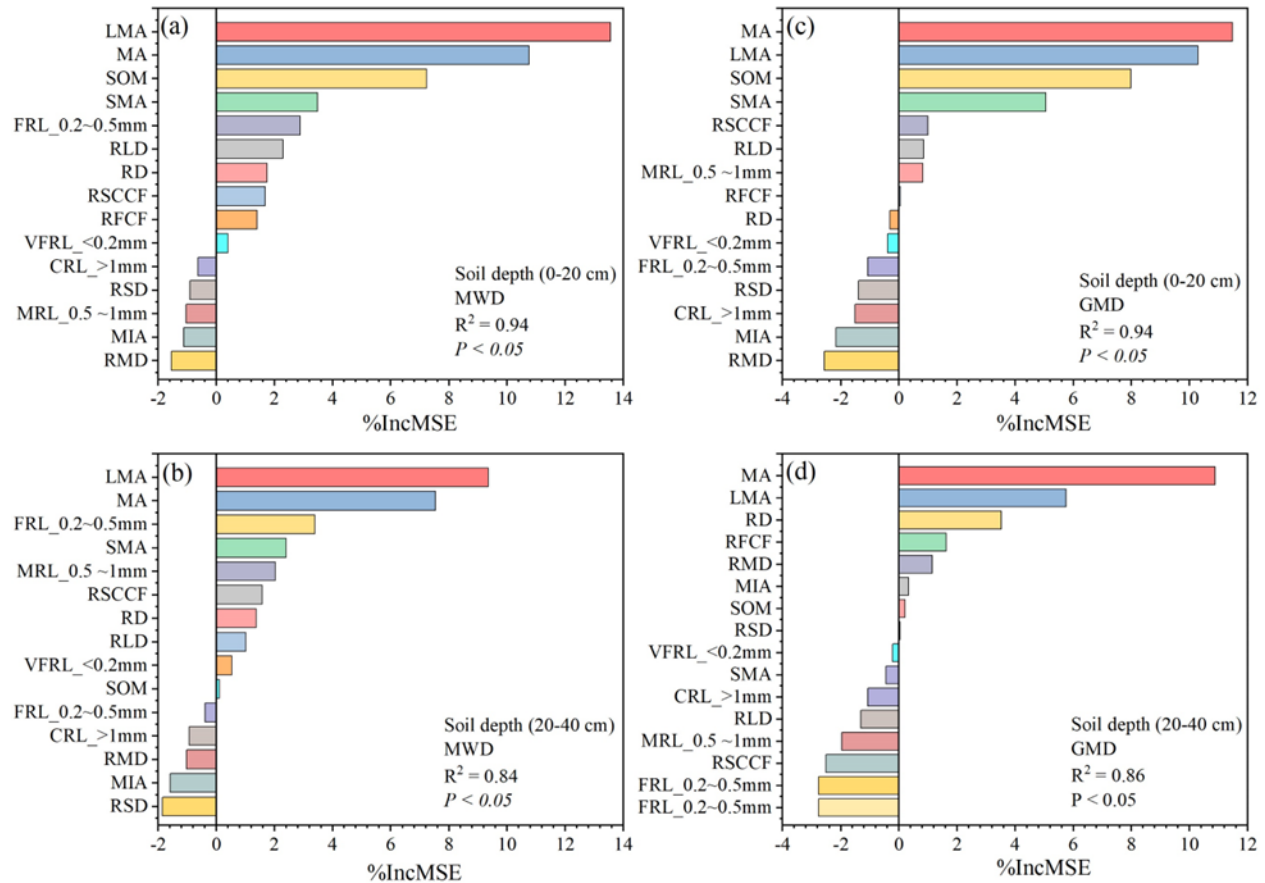 (a)
LMA
MA
SOM
SMA
FRL_0.2~0.5mm
RLD
RD
RSCCF
RFCF
VFRL_<0.2mm
CRL_>1mm
RSD
MRL_0.5 ~1mm
MIA
RMD
Soil depth (0-20 cm)
MWD
R² = 0.94
P < 0.05
-2 0 2 4 6 8 10 12 14
%IncMSE
(c)
MA
LMA
SOM
SMA
RSCCF
RLD
MRL_0.5 ~1mm
RFCF
RD
VFRL_<0.2mm
FRL_0.2~0.5mm
RSD
CRL_>1mm
MIA
RMD
Soil depth (0-20 cm)
GMD
R² = 0.94
P < 0.05
-4 -2 0 2 4 6 8 10 12
%IncMSE
(b)
LMA
MA
FRL_0.2~0.5mm
SMA
MRL_0.5 ~1mm
RSCCF
RD
RLD
VFRL_<0.2mm
SOM
FRL_0.2~0.5mm
CRL_>1mm
RMD
MIA
RSD
Soil depth (20-40 cm)
MWD
R² = 0.84
P < 0.05
-2 0 2 4 6 8 10 12 14
%IncMSE
(d)
MA
LMA
RD
RFCF
RMD
MIA
SOM
RSD
VFRL_<0.2mm
SMA
CRL_>1mm
RLD
MRL_0.5 ~1mm
RSCCF
FRL_0.2~0.5mm
FRL_0.2~0.5mm
Soil depth (20-40 cm)
GMD
R² = 0.86
P < 0.05
-4 -2 0 2 4 6 8 10 12
%IncMSE